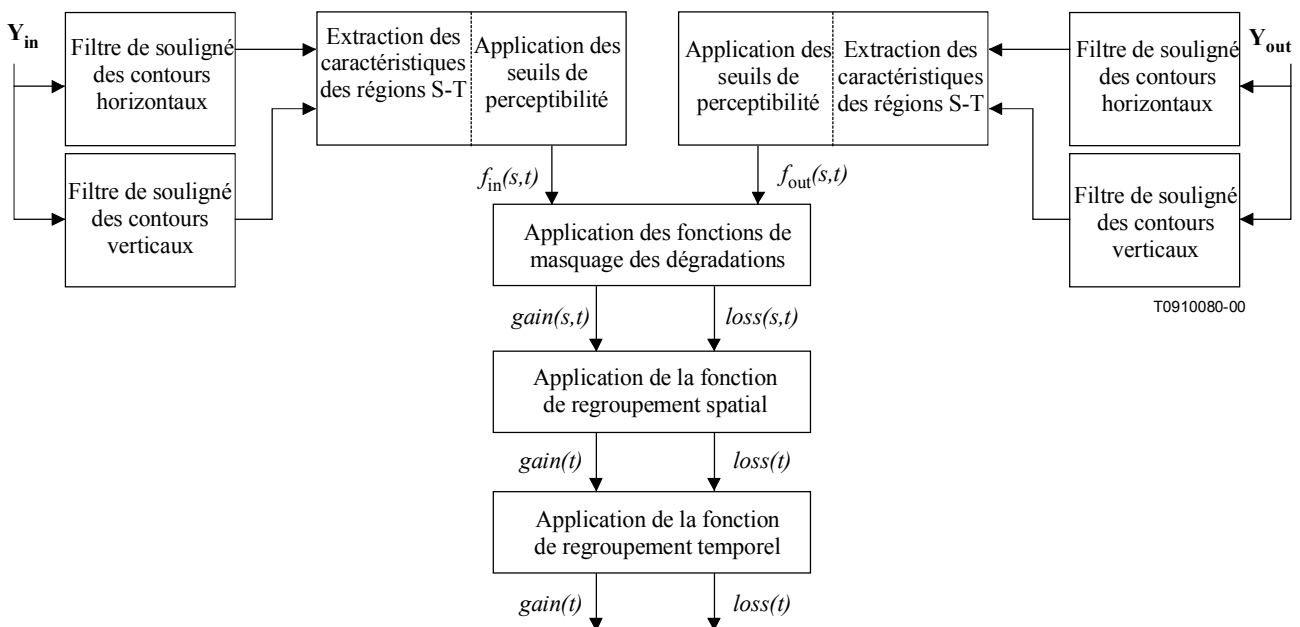 Y_in
Filtre de souligné
des contours
horizontaux
Filtre de souligné
des contours
verticaux
Extraction des
caractéristiques
des régions S-T
Application des
seuils de
perceptibilité
Application des
seuils de
perceptibilité
Extraction des
caractéristiques
des régions S-T
Filtre de souligné
des contours
horizontaux
Y_out
Filtre de souligné
des contours
verticaux
T0910080-00
f_in(s,t)
f_out(s,t)
Application des fonctions de
masquage des dégradations
gain(s,t)
loss(s,t)
Application de la fonction
de regroupement spatial
gain(t)
loss(t)
Application de la fonction
de regroupement temporel
gain(t)
loss(t)